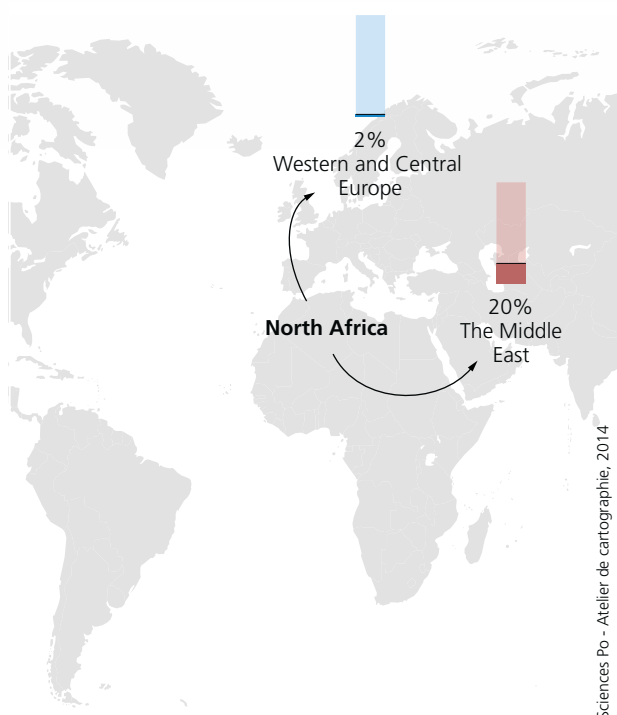 2%
Western and Central
Europe
20%
The Middle
East
North Africa
Sciences Po - Atelier de cartographie, 2014